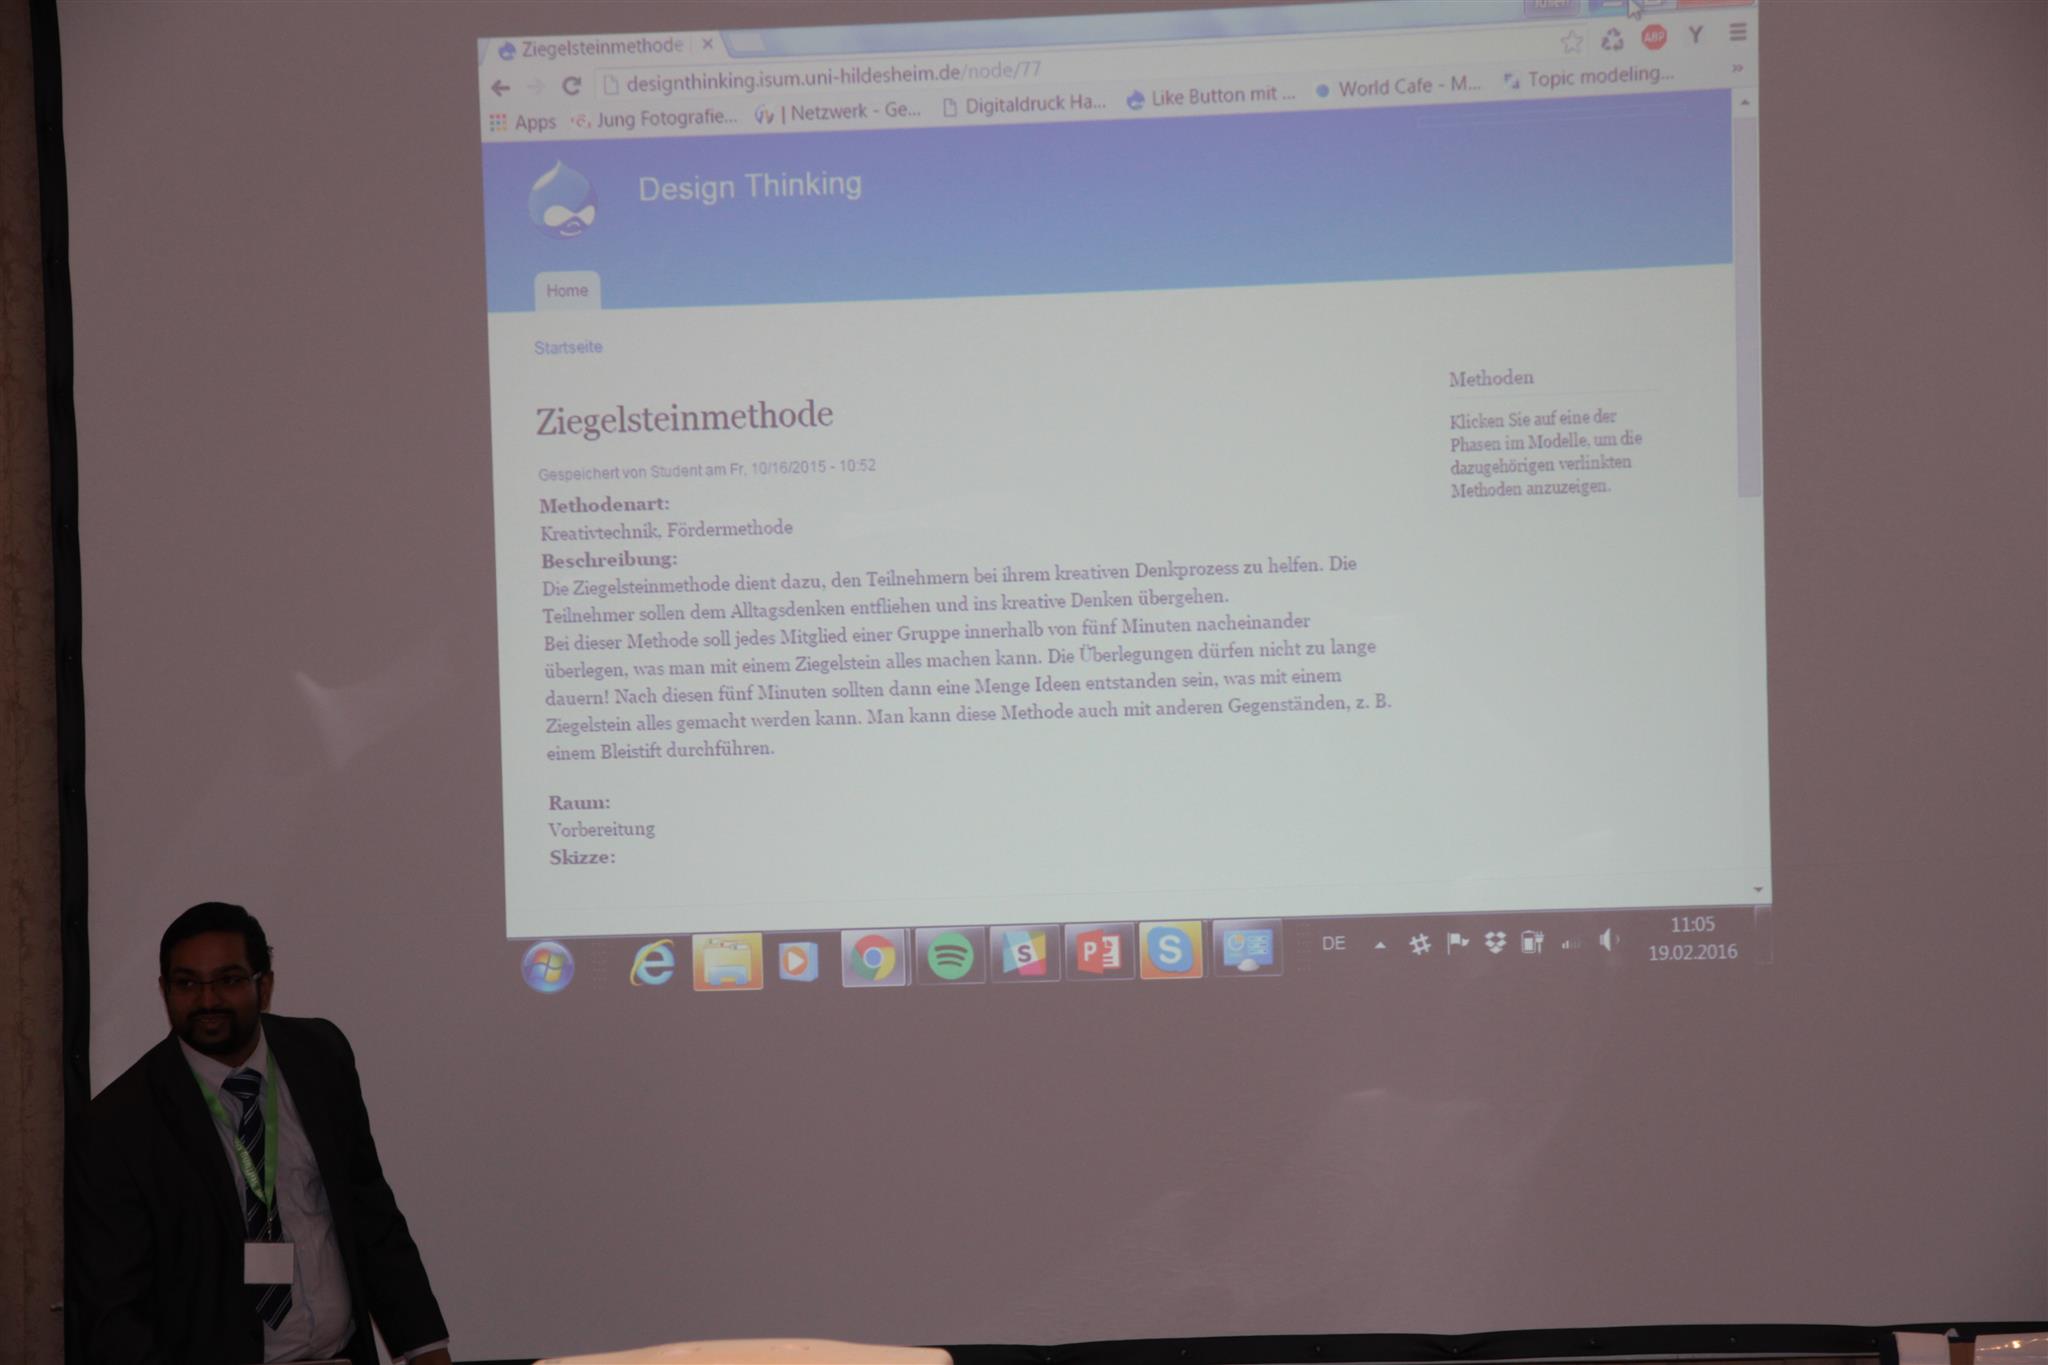 Ziegelsteinmethode
designthinking.isum.uni-hildesheim.de/node/77
ABP
Y
Apps
Jung Fotografie...
| Netzwerk - Ge...
Digitaldruck Ha...
Like Button mit ...
World Cafe - M...
Topic modeling...
»
Design Thinking
Home
Startseite
Ziegelsteinmethode
Gespeichert von Student am Fr, 10/16/2015 - 10:52
Methodenart:
Kreativtechnik, Fördermethode
Beschreibung:
Die Ziegelsteinmethode dient dazu, den Teilnehmern bei ihrem kreativen Denkprozess zu helfen. Die
Teilnehmer sollen dem Alltagsdenken entfliehen und ins kreative Denken übergehen.
Bei dieser Methode soll jedes Mitglied einer Gruppe innerhalb von fünf Minuten nacheinander
überlegen, was man mit einem Ziegelstein alles machen kann. Die Überlegungen dürfen nicht zu lange
dauern! Nach diesen fünf Minuten sollten dann eine Menge Ideen entstanden sein, was mit einem
Ziegelstein alles gemacht werden kann. Man kann diese Methode auch mit anderen Gegenständen, z. B.
einem Bleistift durchführen.
Raum:
Vorbereitung
Skizze:
Methoden
Klicken Sie auf eine der
Phasen im Modelle, um die
dazugehörigen verlinkten
Methoden anzuzeigen.
DE
11:05
19.02.2016